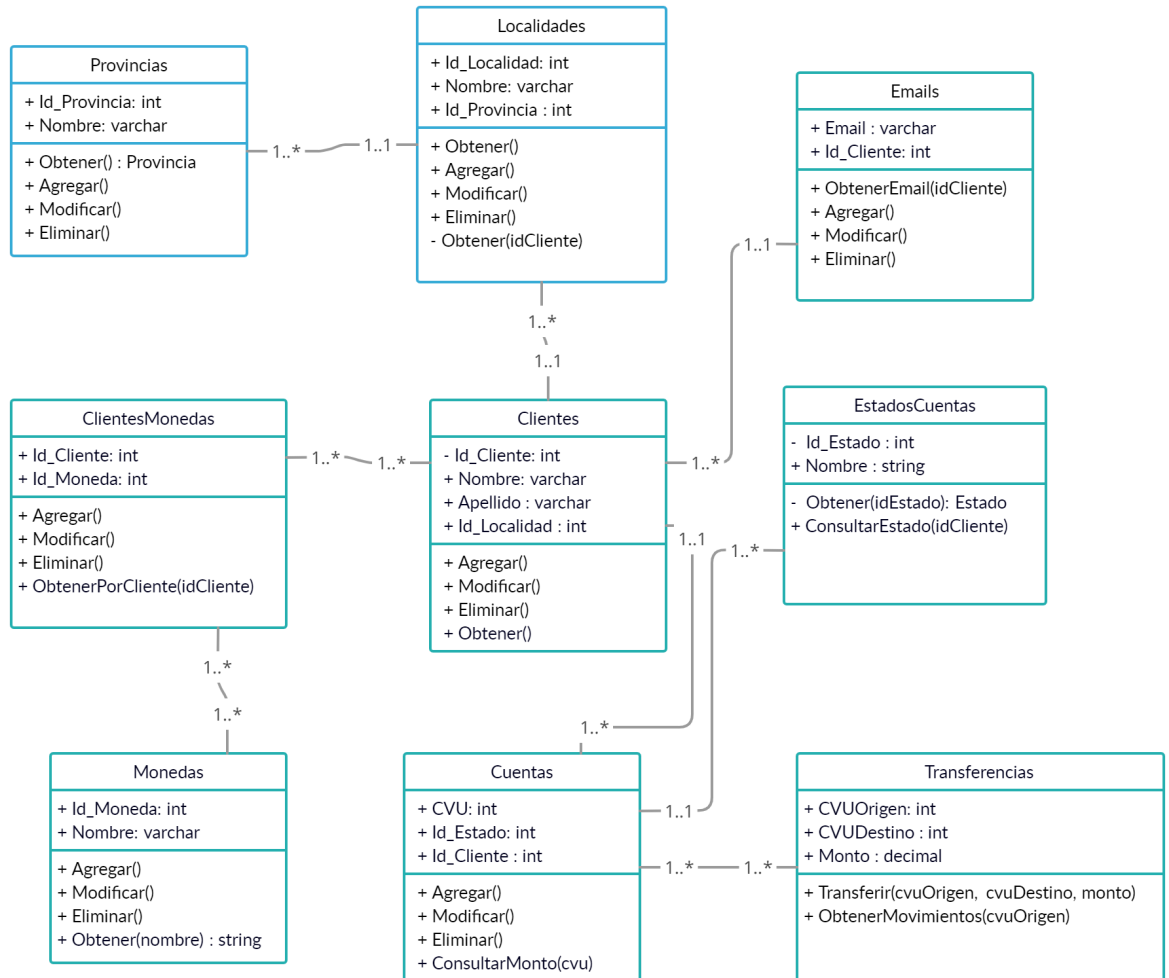 Provincias
+ Id_Provincia: int
+ Nombre: varchar
+ Obtener() : Provincia
+ Agregar()
+ Modificar()
+ Eliminar()
1..*
1..1
Localidades
+ Id_Localidad: int
+ Nombre: varchar
+ Id_Provincia : int
+ Obtener()
+ Agregar()
+ Modificar()
+ Eliminar()
- Obtener(idCliente)
1..*
1..1
Emails
+ Email : varchar
+ Id_Cliente: int
+ ObtenerEmail(idCliente)
+ Agregar()
+ Modificar()
+ Eliminar()
1..1
1..*
ClientesMonedas
+ Id_Cliente: int
+ Id_Moneda: int
+ Agregar()
+ Modificar()
+ Eliminar()
+ ObtenerPorCliente(idCliente)
1..*
1..*
Clientes
- Id_Cliente: int
+ Nombre: varchar
+ Apellido : varchar
+ Id_Localidad : int
+ Agregar()
+ Modificar()
+ Eliminar()
+ Obtener()
1..1
1..*
EstadosCuentas
- Id_Estado : int
+ Nombre : string
- Obtener(idEstado): Estado
+ ConsultarEstado(idCliente)
1..*
1..1
1..*
1..*
Monedas
+ Id_Moneda: int
+ Nombre: varchar
+ Agregar()
+ Modificar()
+ Eliminar()
+ Obtener(nombre) : string
Cuentas
+ CVU: int
+ Id_Estado: int
+ Id_Cliente : int
+ Agregar()
+ Modificar()
+ Eliminar()
+ ConsultarMonto(cvu)
1..*
1..*
Transferencias
+ CVUOrigen: int
+ CVUDestino : int
+ Monto : decimal
+ Transferir(cvuOrigen, cvuDestino, monto)
+ ObtenerMovimientos(cvuOrigen)